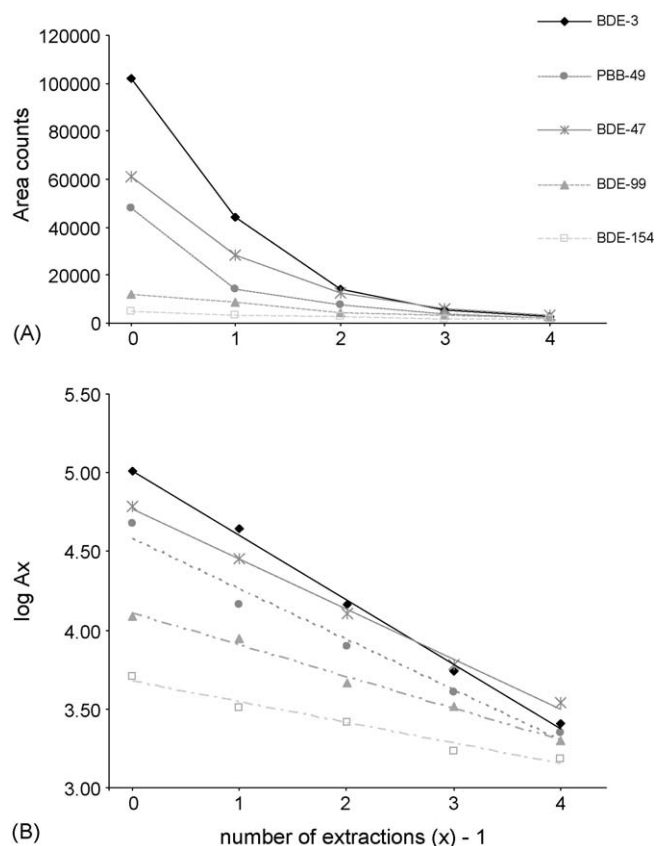 120000
100000
80000
60000
40000
20000
0
Area counts
0 1 2 3 4
(A)
BDE-3
PBB-49
BDE-47
BDE-99
BDE-154
5.50
5.00
4.50
4.00
3.50
3.00
log Ax
0 1 2 3 4
(B)
number of extractions (x) - 1